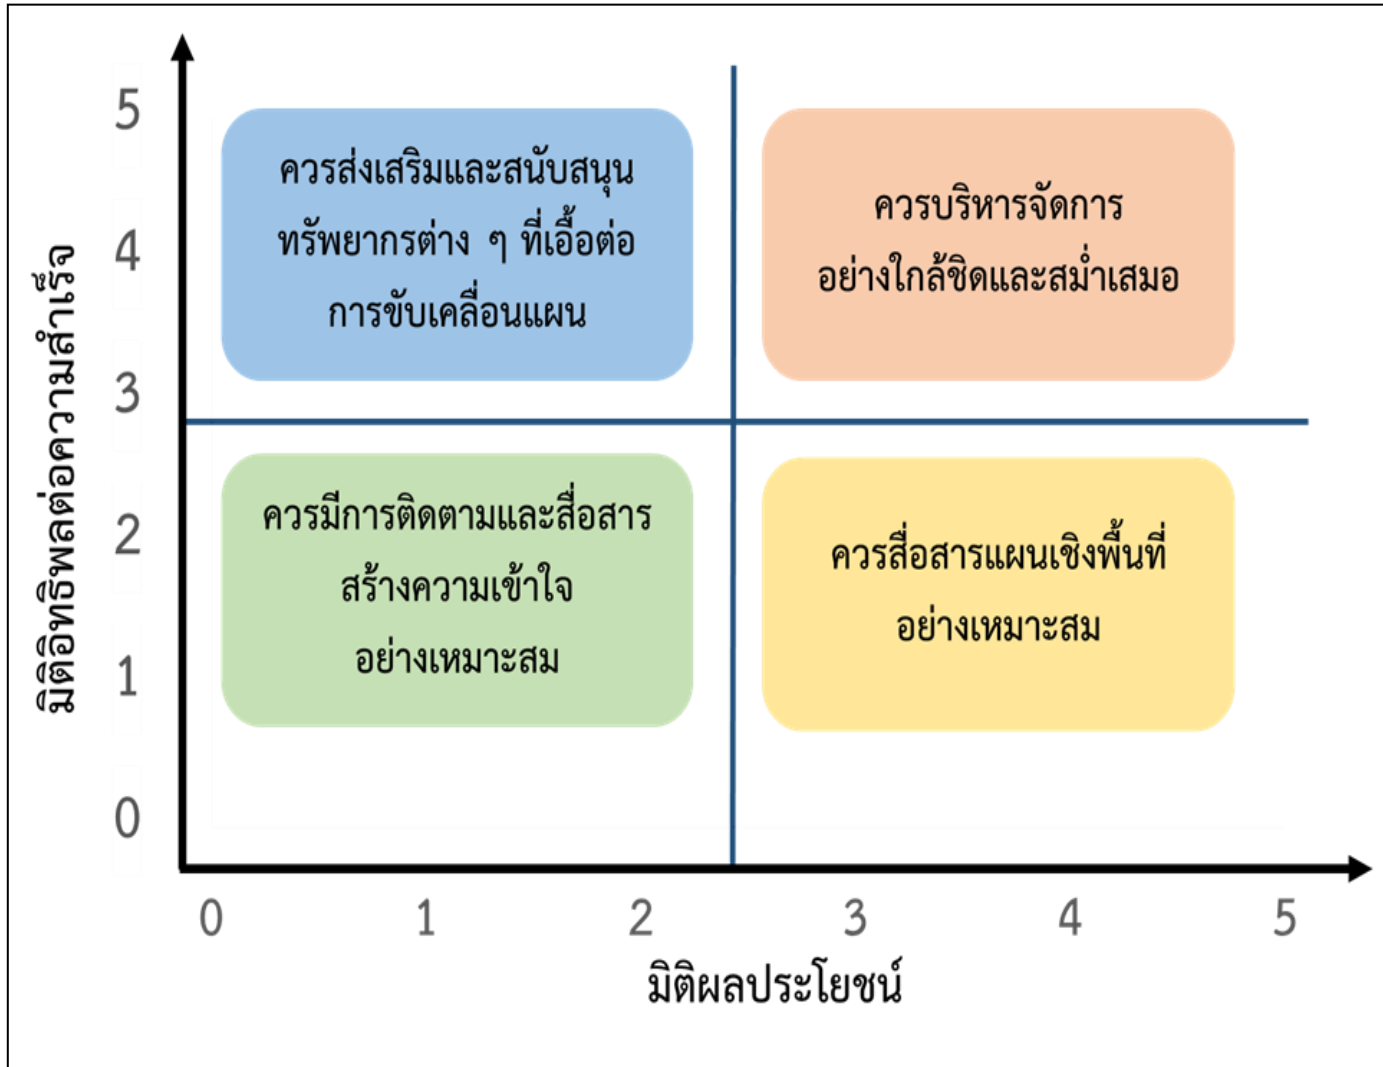 มิติอิทธิพลต่อความสำเร็จ
5
4
3
2
1
0
ควรส่งเสริมและสนับสนุน
ทรัพยากรต่าง ๆ ที่เอื้อต่อ
การขับเคลื่อนแผน
ควรบริหารจัดการ
อย่างใกล้ชิดและสม่ำเสมอ
ควรมีการติดตามและสื่อสาร
สร้างความเข้าใจ
อย่างเหมาะสม
ควรสื่อสารแผนเชิงพื้นที่
อย่างเหมาะสม
0 1 2 3 4 5
มิติผลประโยชน์